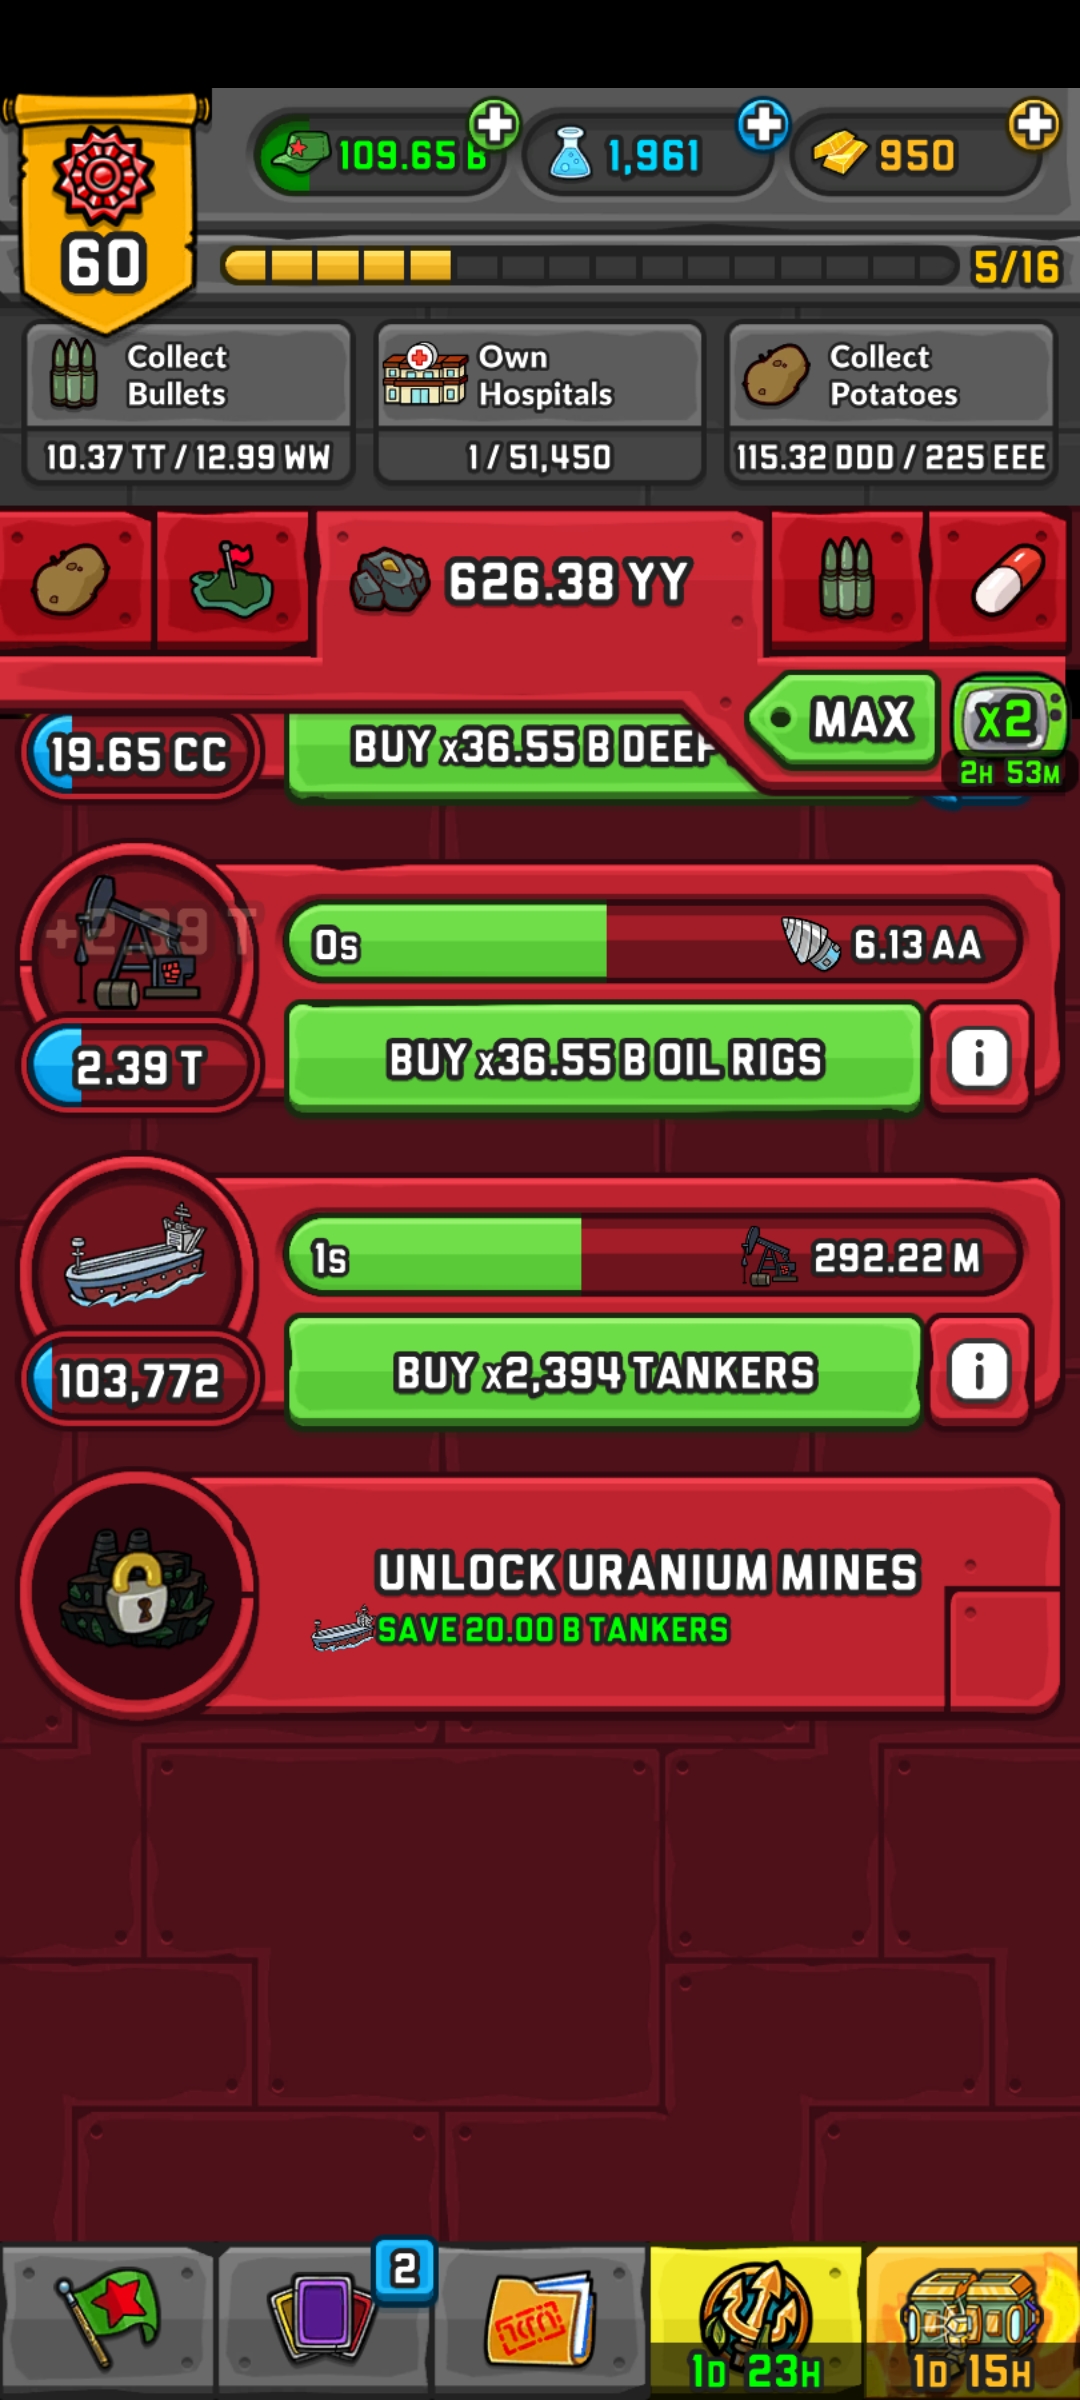 109.65 B
1,961
950
60
5/16
Collect
Bullets
10.37 TT / 12.99 WW
Own
Hospitals
1 / 51,450
Collect
Potatoes
115.32 DDD / 225 EEE
626.38 YY
MAX
x2
2H 53M
19.65 CC
BUY x36.55 B DEEP
+2.39 T
0s
6.13 AA
2.39 T
BUY x36.55 B OIL RIGS
i
1s
292.22 M
103,772
BUY x2,394 TANKERS
i
UNLOCK URANIUM MINES
SAVE 20.00 B TANKERS
2
1D 23H
1D 15H